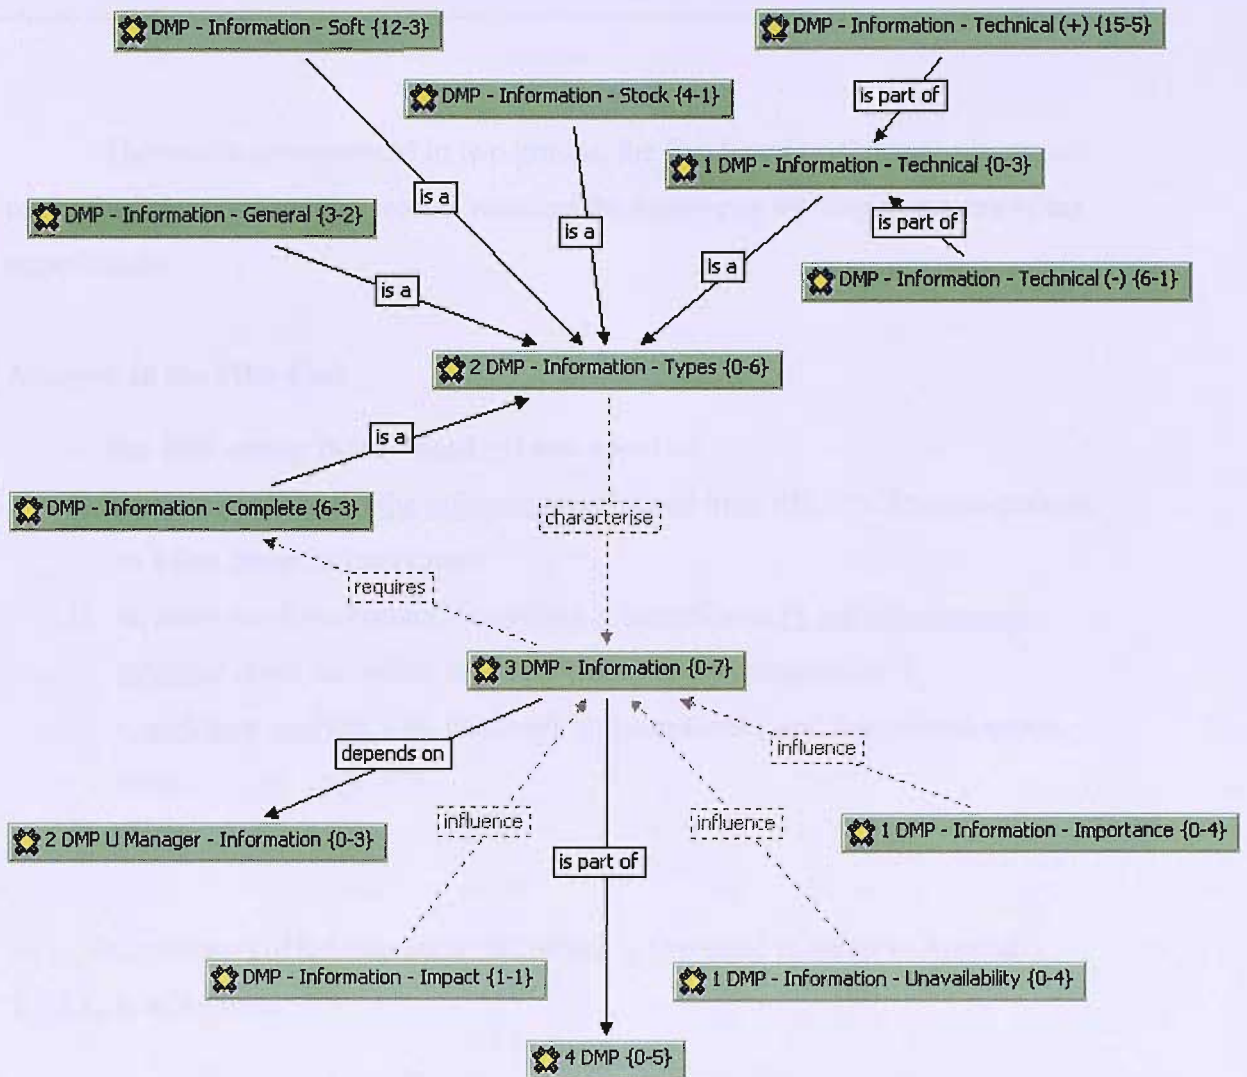 DMP - Information - Soft {12-3}
DMP - Information - Technical (+) {15-5}
is part of
DMP - Information - Stock {4-1}
1 DMP - Information - Technical {0-3}
is a
DMP - Information - General {3-2}
is a
is part of
is a
DMP - Information - Technical (-) {6-1}
is a
2 DMP - Information - Types {0-6}
is a
DMP - Information - Complete {6-3}
characterise
requires
3 DMP - Information {0-7}
depends on
influence
influence
influence
2 DMP U Manager - Information {0-3}
1 DMP - Information - Importance {0-4}
is part of
DMP - Information - Impact {1-1}
1 DMP - Information - Unavailability {0-4}
4 DMP {0-5}